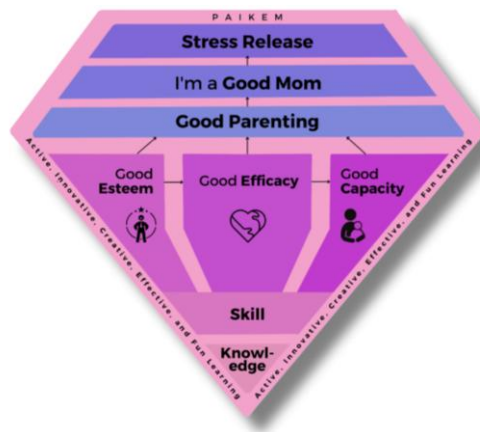 PAIKEM
Stress Release
I'm a Good Mom
Good Parenting
Good
Esteem
Good Efficacy
Good
Capacity
Skill
Knowl-
edge
Active, Innovative, Creative, Effective, and Fun Learning
Active, Innovative, Creative, Effective, and Fun Learning